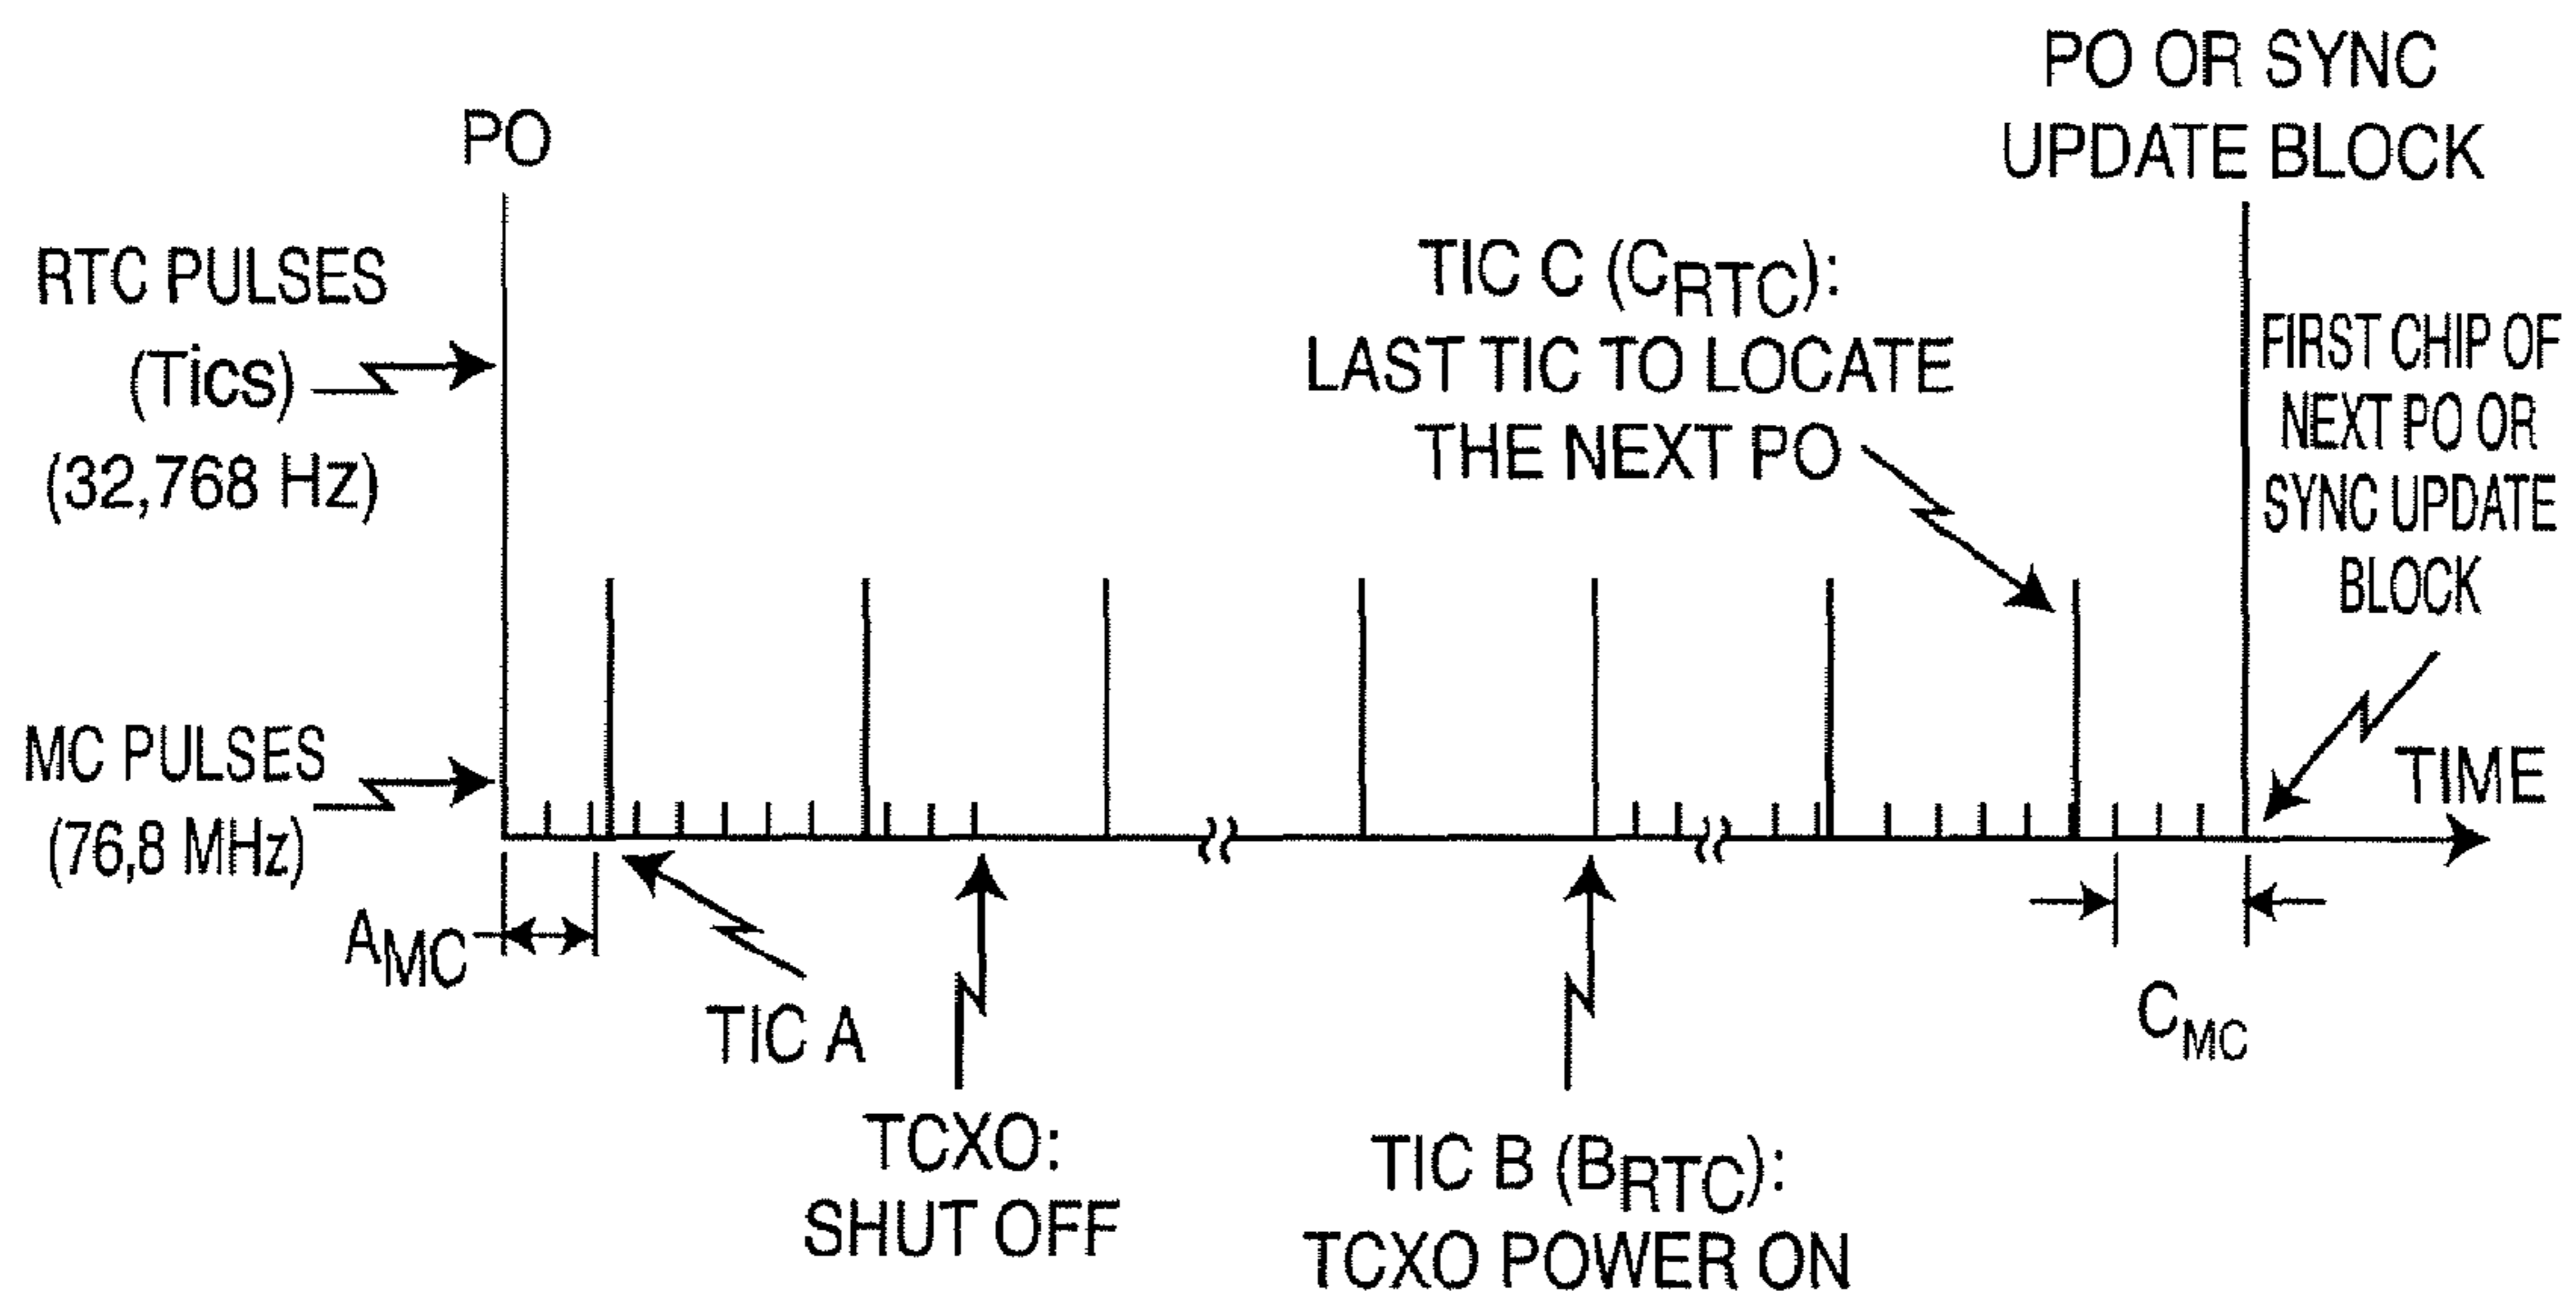 PO OR SYNC
UPDATE BLOCK
PO
RTC PULSES
(Tics)
(32,768 Hz)
TIC C (CRTC):
LAST TIC TO LOCATE
THE NEXT PO
FIRST CHIP OF
NEXT PO OR
SYNC UPDATE
BLOCK
MC PULSES
(76,8 MHz)
TIME
AMC
TIC A
CMC
TCXO:
SHUT OFF
TIC B (BRTC):
TCXO POWER ON